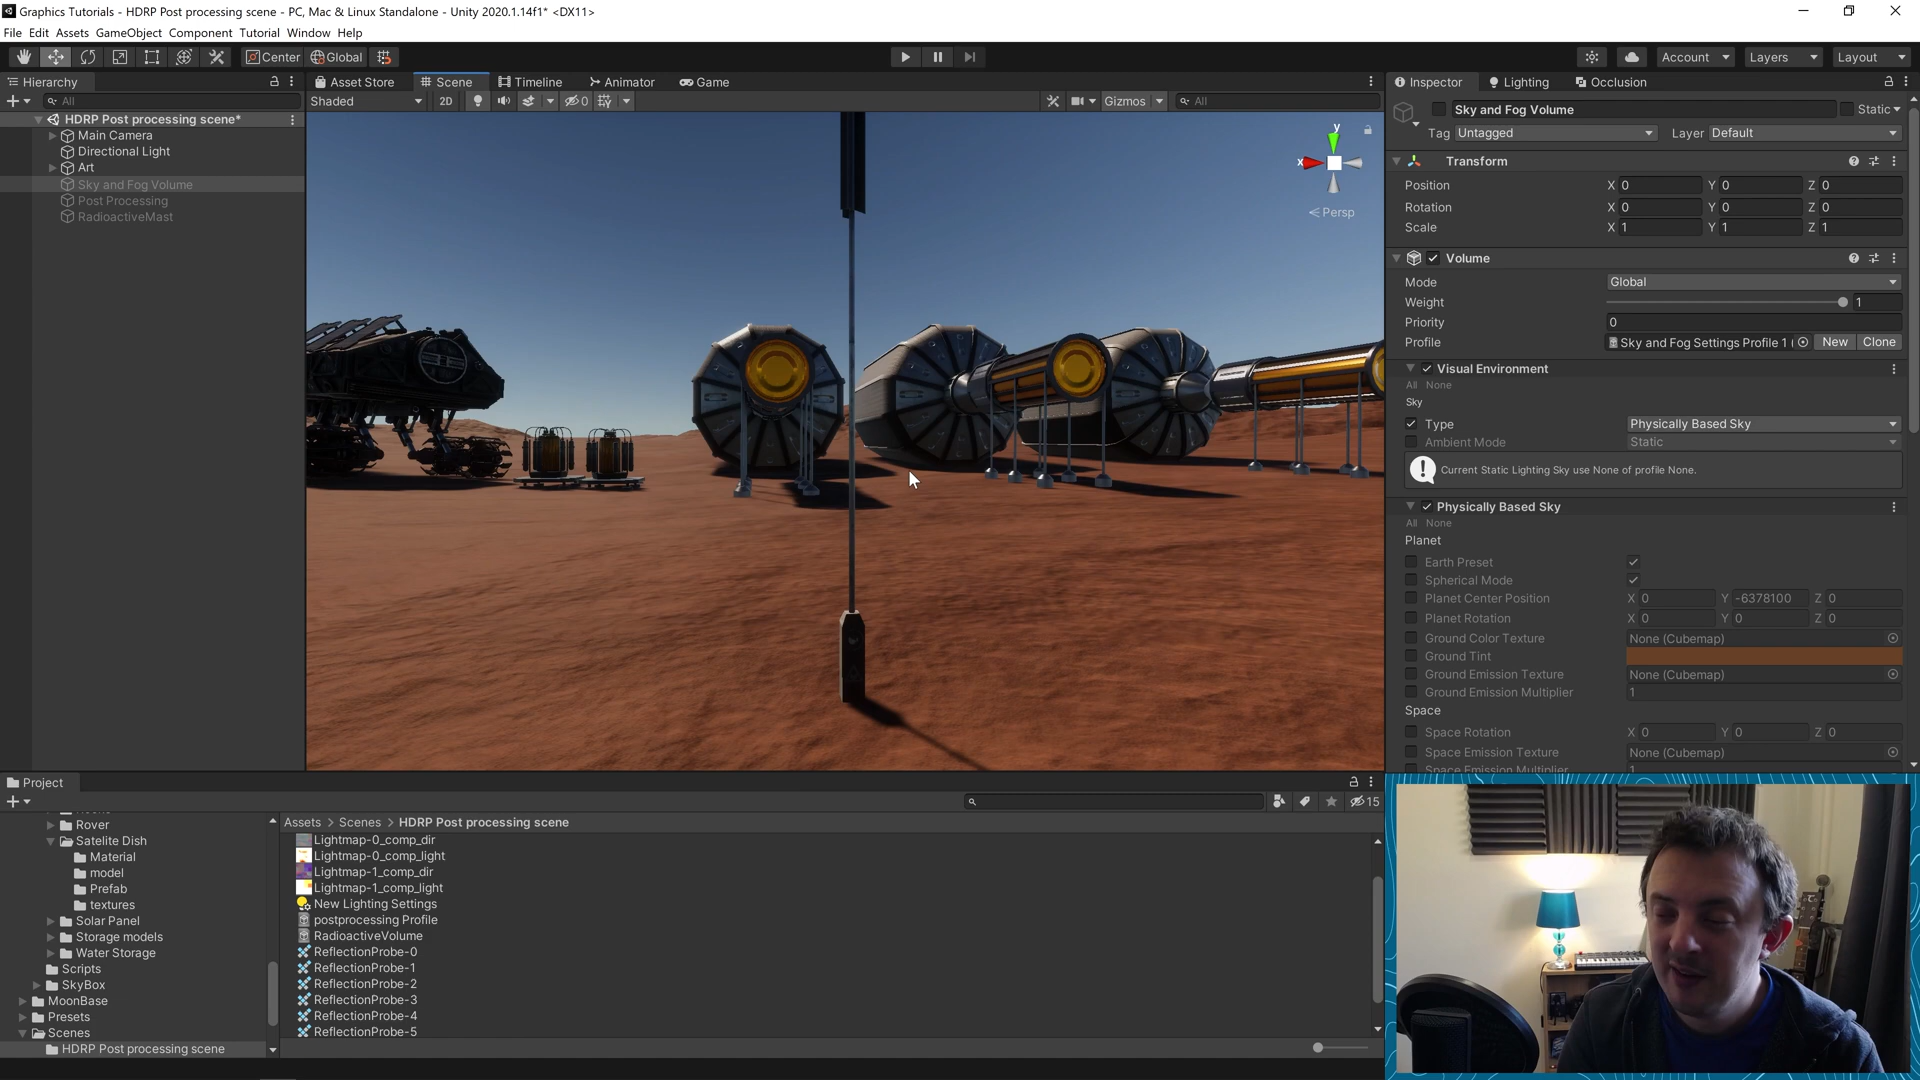 Graphics Tutorials - HDRP Post processing scene - PC, Mac & Linux Standalone - Unity 2020.1.14f1* <DX11>
File Edit Assets GameObject Component Tutorial Window Help
Center Global Account Layers Layout
Hierarchy
All
HDRP Post processing scene*
Main Camera
Directional Light
Art
Sky and Fog Volume
Post Processing
RadioactiveMast
Asset Store Scene Timeline Animator Game
Shaded 2D 0 Gizmos All
y
x
Persp
Inspector Lighting Occlusion
Sky and Fog Volume Static
Tag Untagged Layer Default
Transform
Position X 0 Y 0 Z 0
Rotation X 0 Y 0 Z 0
Scale X 1 Y 1 Z 1
Volume
Mode Global
Weight 1
Priority 0
Profile Sky and Fog Settings Profile 1 ( New Clone
Visual Environment
All None
Sky
Type Physically Based Sky
Ambient Mode Static
Current Static Lighting Sky use None of profile None.
Physically Based Sky
All None
Planet
Earth Preset
Spherical Mode
Planet Center Position X 0 Y -6378100 Z 0
Planet Rotation X 0 Y 0 Z 0
Ground Color Texture None (Cubemap)
Ground Tint
Ground Emission Texture None (Cubemap)
Ground Emission Multiplier 1
Space
Space Rotation X 0 Y 0 Z 0
Space Emission Texture None (Cubemap)
Space Emission Multiplier 1
Project
15
Rover
Satelite Dish
Material
model
Prefab
textures
Solar Panel
Storage models
Water Storage
Scripts
SkyBox
MoonBase
Presets
Scenes
HDRP Post processing scene
Assets > Scenes > HDRP Post processing scene
Lightmap-0_comp_dir
Lightmap-0_comp_light
Lightmap-1_comp_dir
Lightmap-1_comp_light
New Lighting Settings
postprocessing Profile
RadioactiveVolume
ReflectionProbe-0
ReflectionProbe-1
ReflectionProbe-2
ReflectionProbe-3
ReflectionProbe-4
ReflectionProbe-5